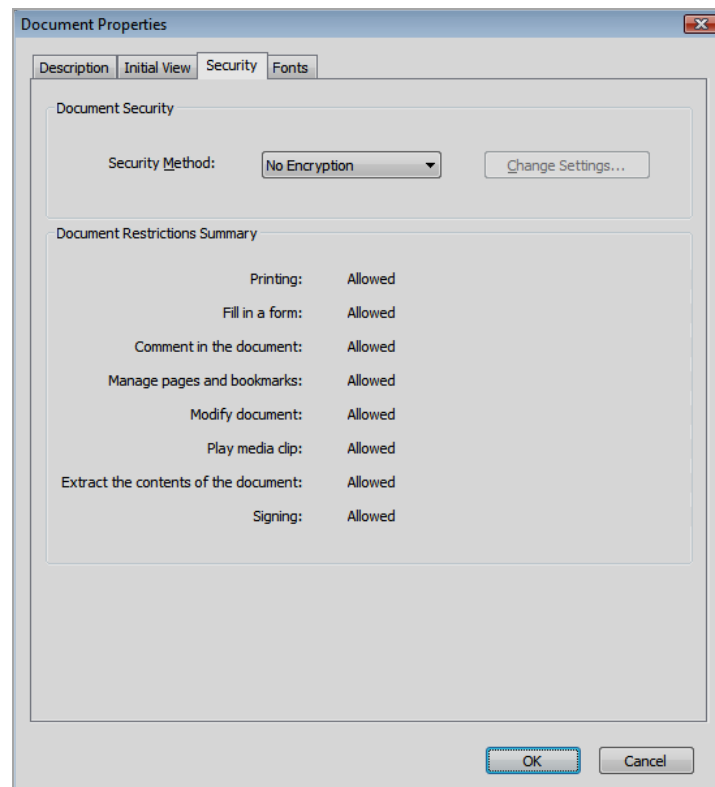 Document Properties
Description Initial View Security Fonts
Document Security
Security Method: No Encryption Change Settings...
Document Restrictions Summary
Printing: Allowed
Fill in a form: Allowed
Comment in the document: Allowed
Manage pages and bookmarks: Allowed
Modify document: Allowed
Play media clip: Allowed
Extract the contents of the document: Allowed
Signing: Allowed
OK Cancel